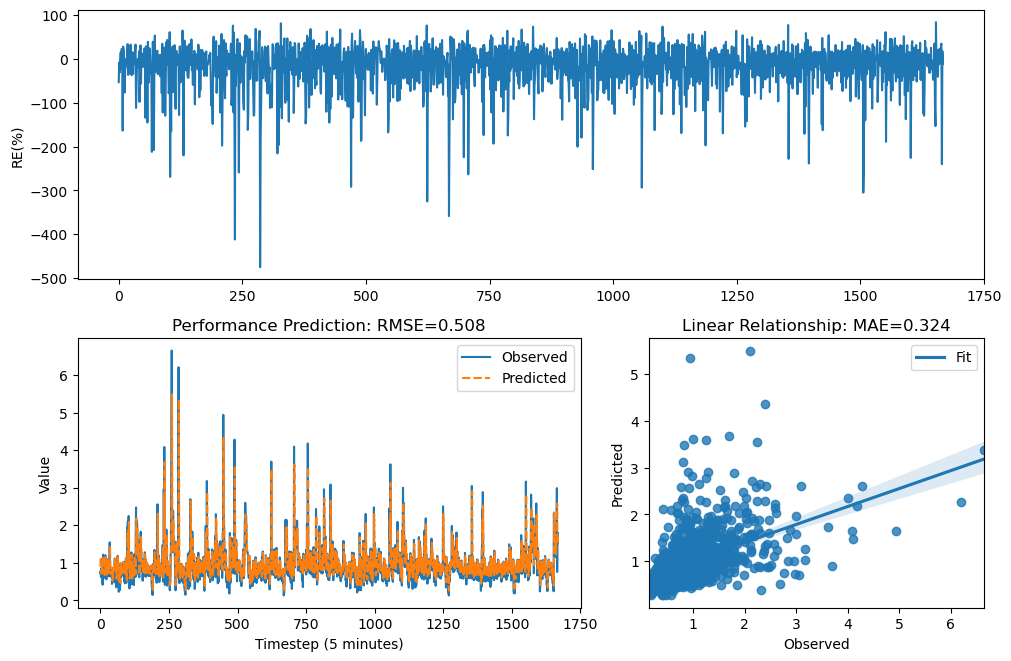 100
0
−100
−200
−300
−400
−500
RE(%)
0 250 500 750 1000 1250 1500 1750
Performance Prediction: RMSE=0.508
Observed
Predicted
6
5
4
3
2
1
0
Value
0 250 500 750 1000 1250 1500 1750
Timestep (5 minutes)
Linear Relationship: MAE=0.324
Fit
5
4
3
2
1
Predicted
1 2 3 4 5 6
Observed